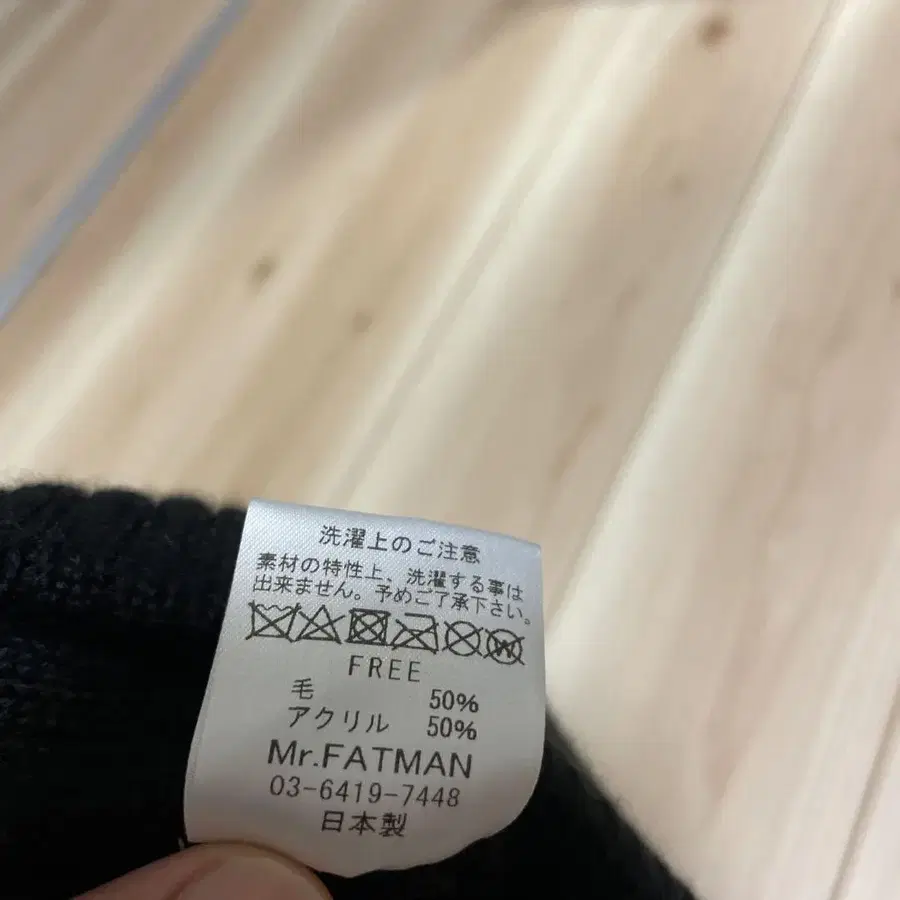 洗濯上のご注意
素材の特性上、洗濯する事は
出来ません。予めご了承下さい。
W
FREE
毛 50%
アクリル 50%
Mr.FATMAN
03-6419-7448
日本製